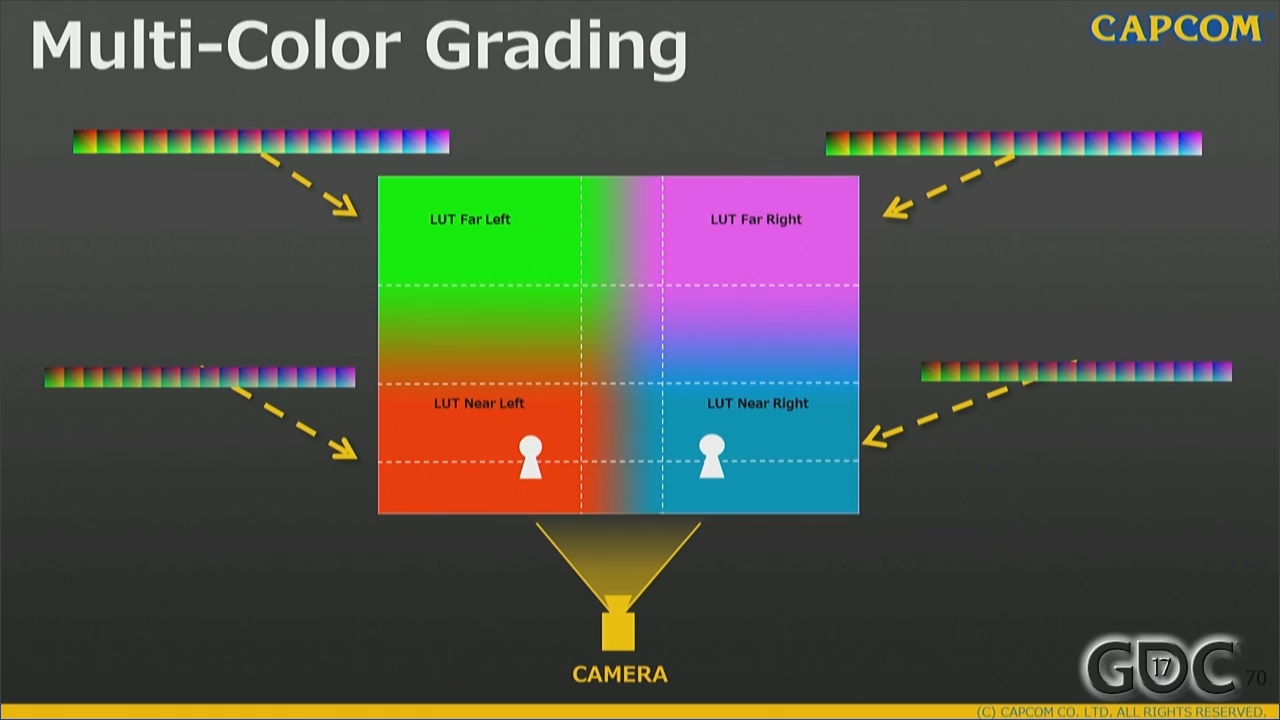 Multi-Color Grading
CAPCOM
LUT Far Left
LUT Far Right
LUT Near Left
LUT Near Right
CAMERA
GDC
17
70
(C) CAPCOM CO. LTD. ALL RIGHTS RESERVED.